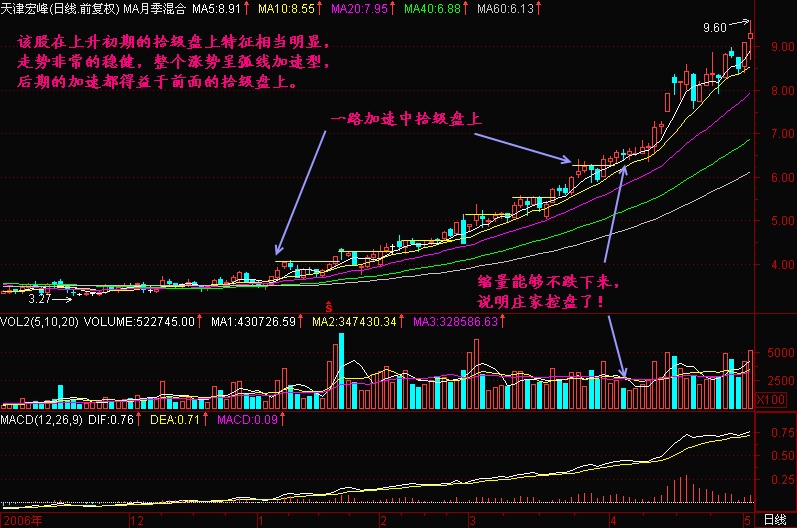 天津宏峰(日线.前复权) MA月季混合 MA5:8.91↑ MA10:8.55↑ MA20:7.95↑ MA40:6.88↑ MA60:6.13↑
9.60
该股在上升初期的拾级盘上特征相当明显，
走势非常的稳健。整个涨势呈弧线加速型，
后期的加速都得益于前面的拾级盘上。
一路加速中拾级盘上
9.00
8.00
7.00
6.00
5.00
4.00
缩量能够不跌下来，
说明庄家控盘了！
3.27
S
VOL2(5,10,20) VOLUME:522745.00↑ MA1:430726.59↑ MA2:347430.34↑ MA3:328586.63↑
5000
2500
X100
MACD(12,26,9) DIF:0.76↑ DEA:0.71↑ MACD:0.09↑
0.75
0.50
0.25
2006年 12 1 2 3 4 5 日线